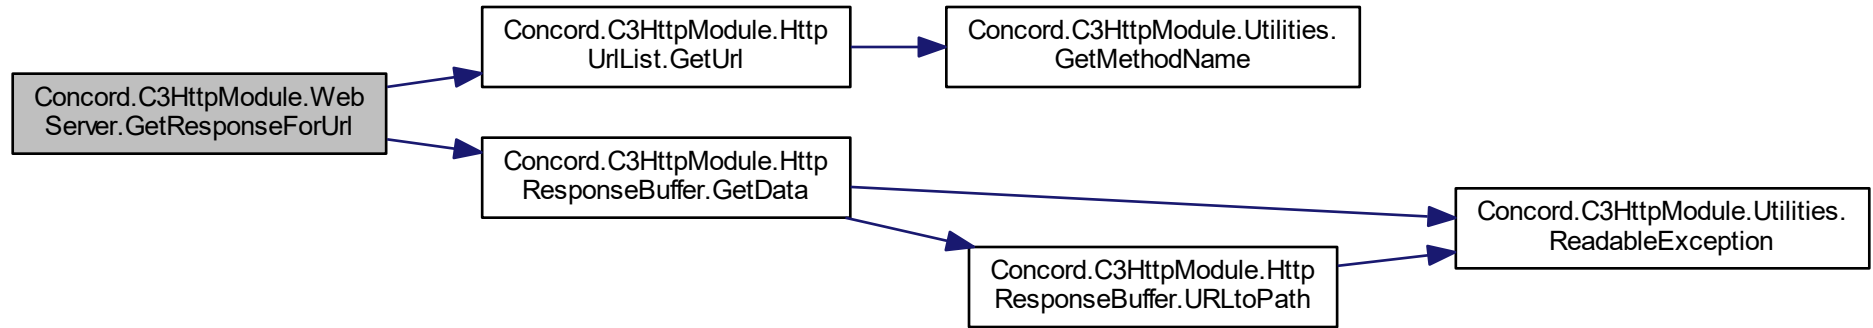 Concord.C3HttpModule.Web
Server.GetResponseForUrl
Concord.C3HttpModule.Http
UrlList.GetUrl
Concord.C3HttpModule.Utilities.
GetMethodName
Concord.C3HttpModule.Http
ResponseBuffer.GetData
Concord.C3HttpModule.Http
ResponseBuffer.URLtoPath
Concord.C3HttpModule.Utilities.
ReadableException